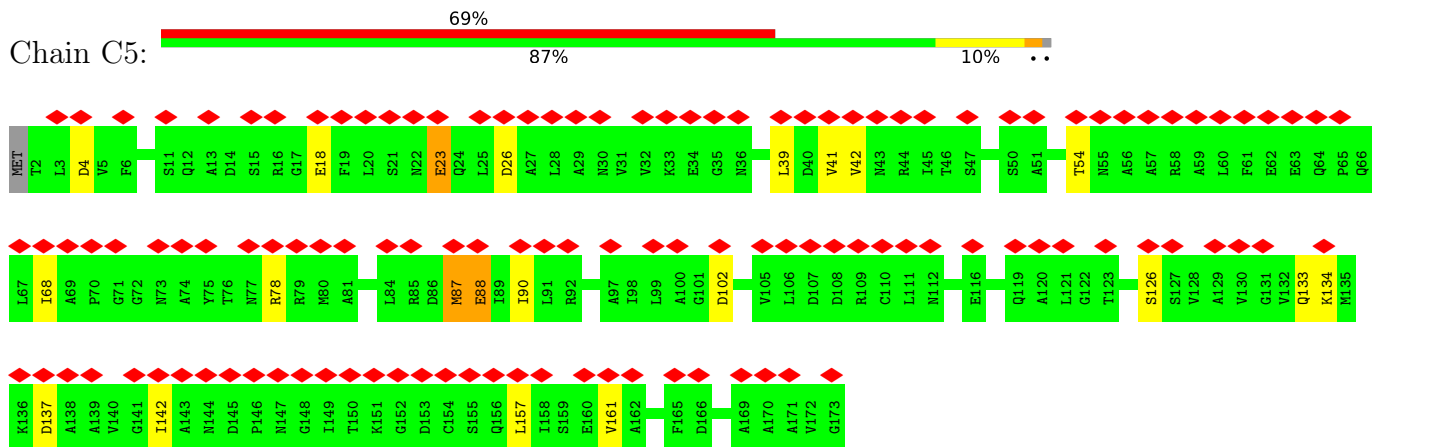 69%
Chain C5:
87% 10% • •
MET T2 L3 D4 V5 F6 S11 Q12 A13 D14 S15 R16 G17 E18 F19 L20 S21 N22 E23 Q24 L25 D26 A27 L28 A29 N30 V31 V32 K33 E34 G35 N36 L39 D40 V41 V42 N43 R44 I45 T46 S47 S50 A51 T54 N55 A56 A57 R58 A59 L60 F61 E62 E63 Q64 P65 Q66
L67 I68 A69 P70 G71 G72 N73 A74 Y75 T76 N77 R78 R79 M80 A81 L84 R85 D86 M87 E88 I89 I90 L91 R92 A97 I98 L99 A100 G101 D102 V105 L106 D107 D108 R109 C110 L111 N112 E116 Q119 A120 L121 G122 T123 S126 S127 V128 A129 V130 G131 V132 Q133 K134 M135
K136 D137 A138 A139 V140 G141 I142 A143 N144 D145 P146 N147 G148 I149 T150 K151 G152 D153 C154 S155 Q156 L157 I158 S159 E160 V161 A162 F165 D166 A169 A170 A171 V172 G173